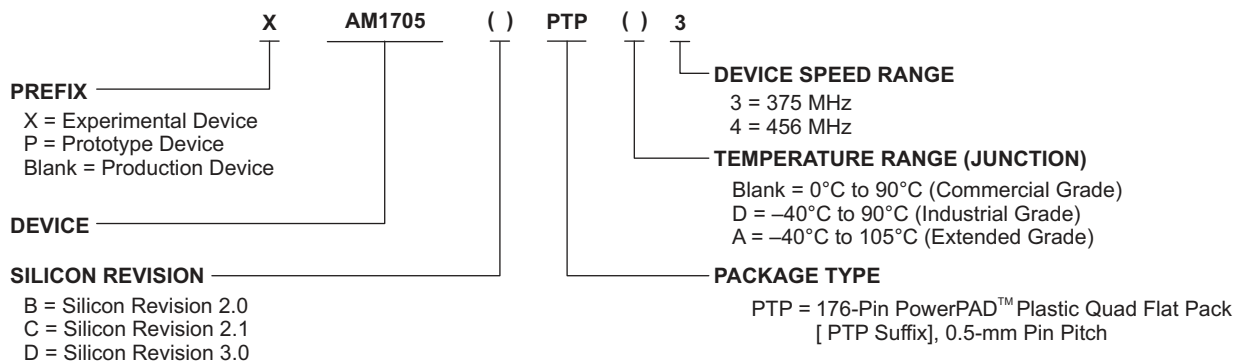 X AM1705 ( ) PTP ( ) 3
PREFIX
X = Experimental Device
P = Prototype Device
Blank = Production Device
DEVICE
SILICON REVISION
B = Silicon Revision 2.0
C = Silicon Revision 2.1
D = Silicon Revision 3.0
DEVICE SPEED RANGE
3 = 375 MHz
4 = 456 MHz
TEMPERATURE RANGE (JUNCTION)
Blank = 0°C to 90°C (Commercial Grade)
D = –40°C to 90°C (Industrial Grade)
A = –40°C to 105°C (Extended Grade)
PACKAGE TYPE
PTP = 176-Pin PowerPAD™ Plastic Quad Flat Pack
[ PTP Suffix], 0.5-mm Pin Pitch